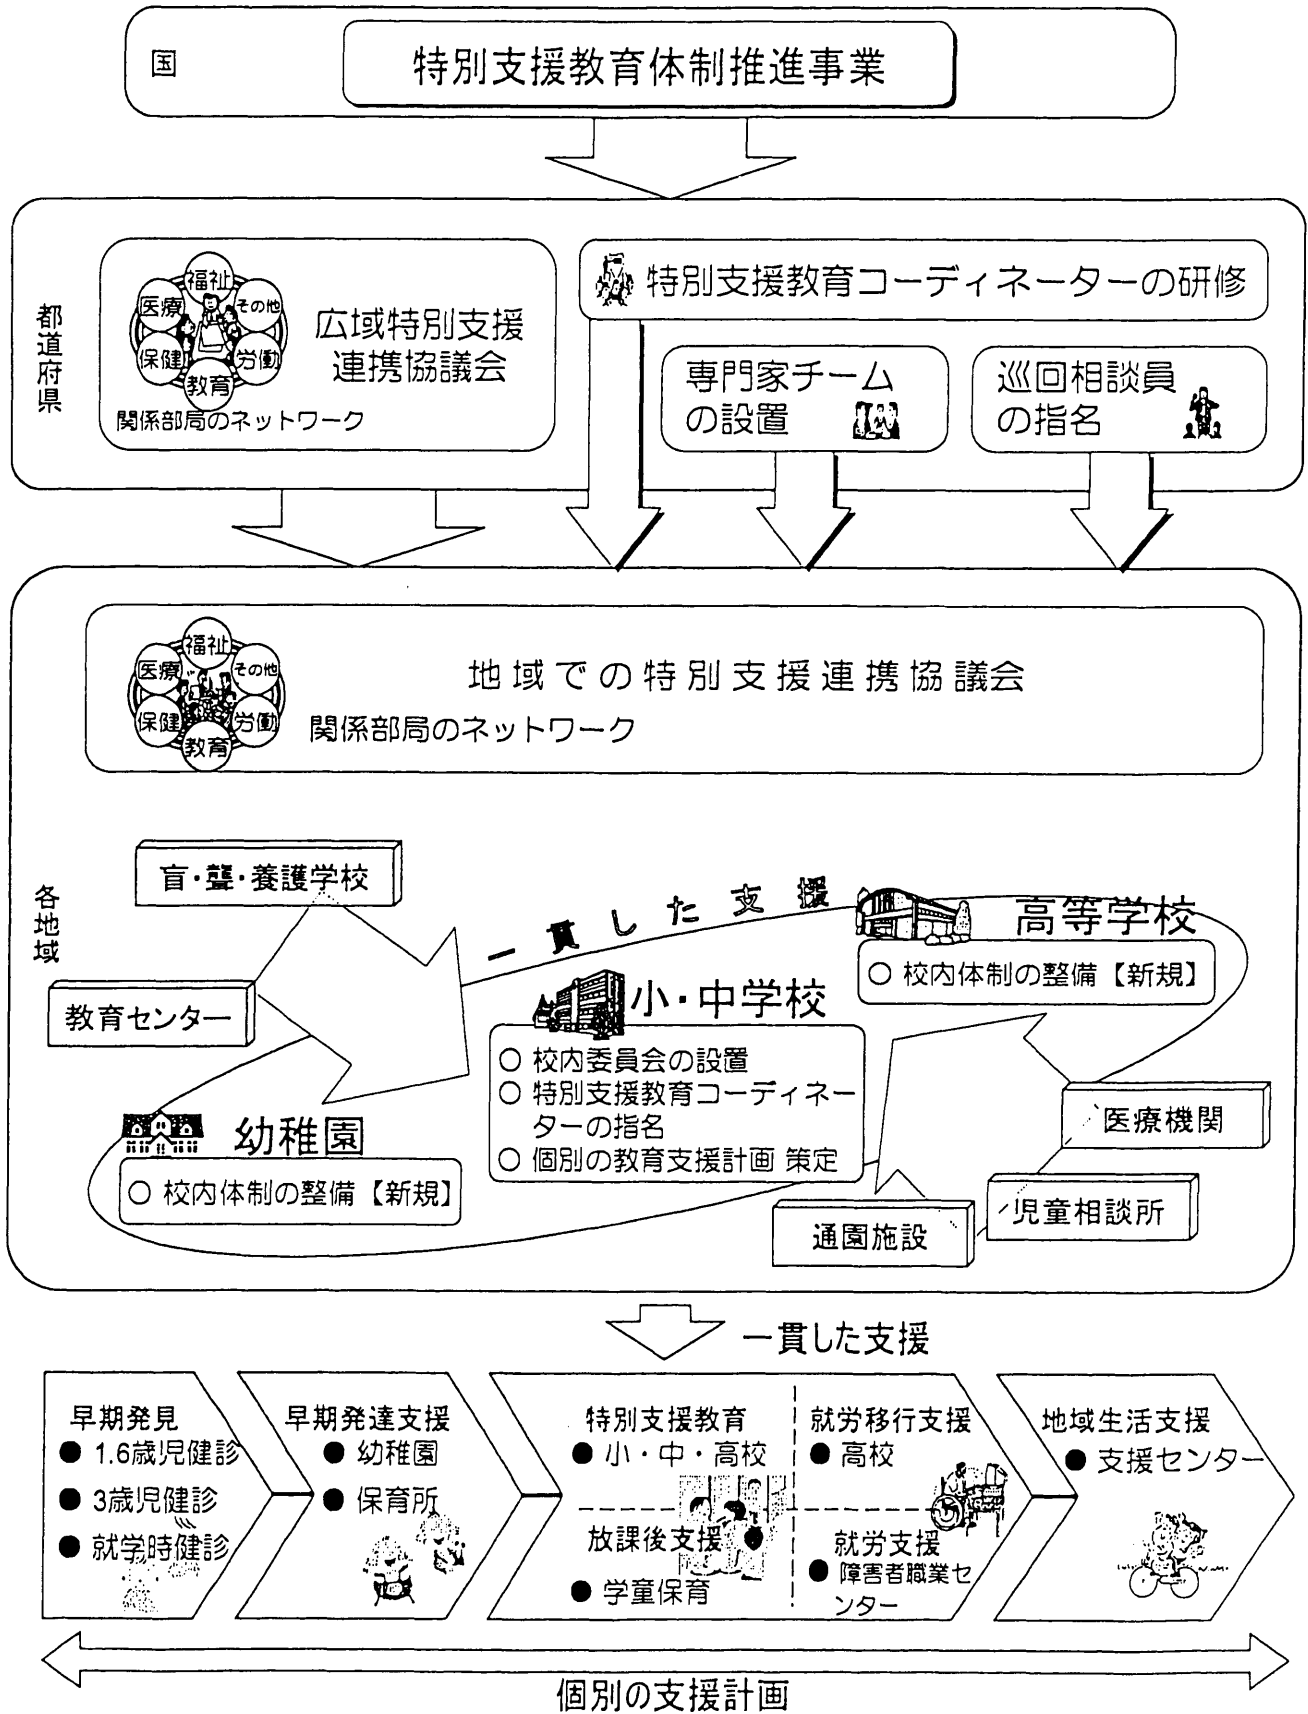 国
特別支援教育体制推進事業
都道府県
福祉
医療
その他
保健
労働
教育
広域特別支援
連携協議会
関係部局のネットワーク
特別支援教育コーディネーターの研修
専門家チーム
の設置
巡回相談員
の指名
各地域
福祉
医療
その他
保健
労働
教育
地域での特別支援連携協議会
関係部局のネットワーク
盲・聾・養護学校
教育センター
一貫した支援
高等学校
○ 校内体制の整備【新規】
小・中学校
○ 校内委員会の設置
○ 特別支援教育コーディネー
ターの指名
○ 個別の教育支援計画 策定
幼稚園
○ 校内体制の整備【新規】
医療機関
児童相談所
通園施設
一貫した支援
早期発見
● 1.6歳児健診
● 3歳児健診
● 就学時健診
早期発達支援
● 幼稚園
● 保育所
特別支援教育
● 小・中・高校
放課後支援
● 学童保育
就労移行支援
● 高校
就労支援
● 障害者職業セ
ンター
地域生活支援
● 支援センター
個別の支援計画